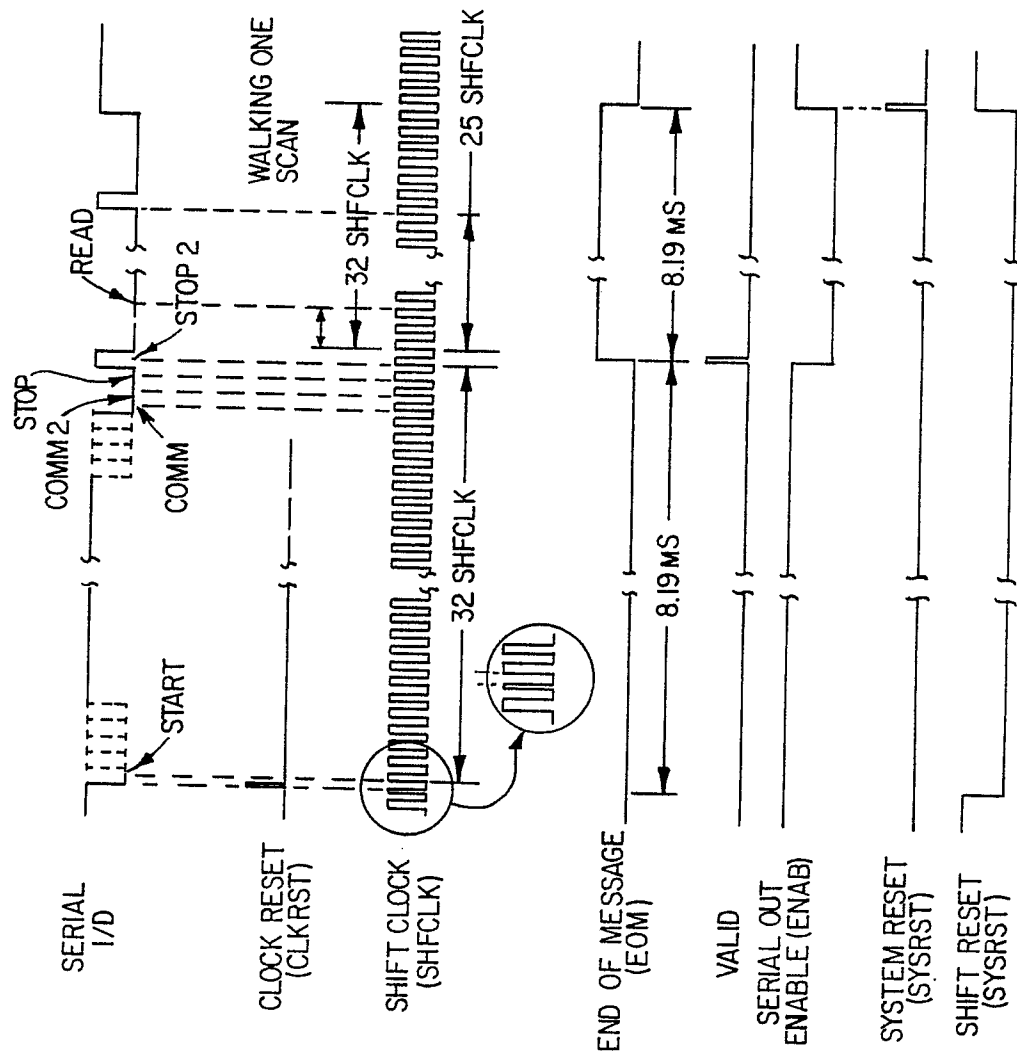 SERIAL
I/D
START
STOP
COMM 2
COMM
STOP 2
READ
WALKING ONE
SCAN
CLOCK RESET
(CLKRST)
32 SHFCLK
SHIFT CLOCK
(SHFCLK)
32 SHFCLK
25 SHFCLK
END OF MESSAGE
(EOM)
8.19 MS
8.19 MS
VALID
SERIAL OUT
ENABLE (ENAB)
SYSTEM RESET
(SYSRST)
SHIFT RESET
(SYSRST)